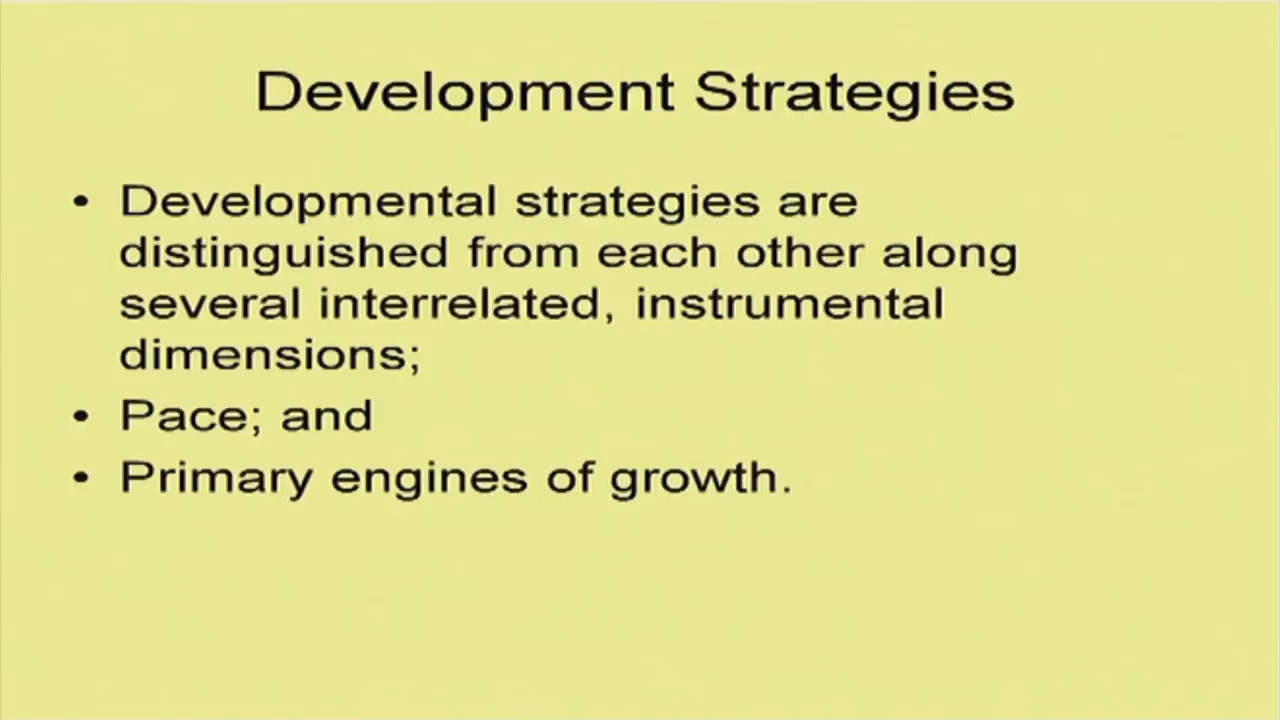 Development Strategies
• Developmental strategies are
distinguished from each other along
several interrelated, instrumental
dimensions;
• Pace; and
• Primary engines of growth.